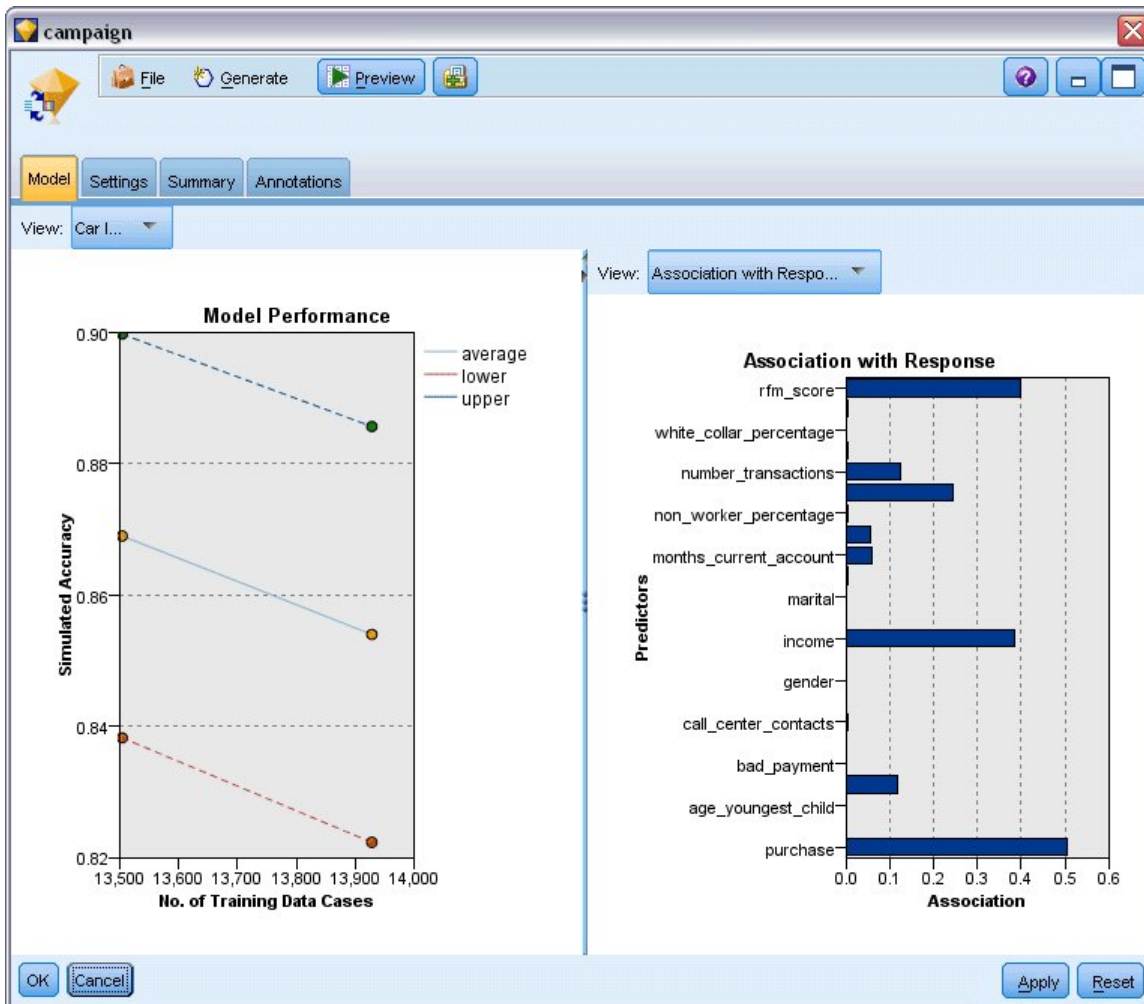 campaign
File Generate Preview
Model Settings Summary Annotations
View: Car I...
Model Performance
0.90
0.88
0.86
0.84
0.82
Simulated Accuracy
13,500 13,600 13,700 13,800 13,900 14,000
No. of Training Data Cases
average
lower
upper
View: Association with Respo...
Association with Response
rfm_score
white_collar_percentage
number_transactions
non_worker_percentage
months_current_account
marital
income
gender
call_center_contacts
bad_payment
age_youngest_child
purchase
Predictors
0.0 0.1 0.2 0.3 0.4 0.5 0.6
Association
OK Cancel Apply Reset